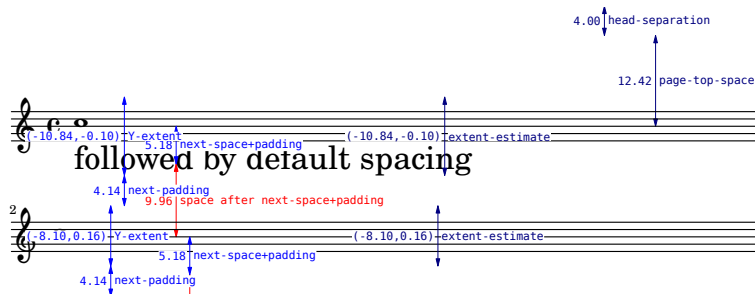 4.00 head-separation
12.42 page-top-space
(-10.84,-0.10) Y-extent (-10.84,-0.10) extent-estimate
5.18 next-space+padding
followed by default spacing
4.14 next-padding
9.96 space after next-space+padding
2
(-8.10,0.16) Y-extent (-8.10,0.16) extent-estimate
5.18 next-space+padding
4.14 next-padding